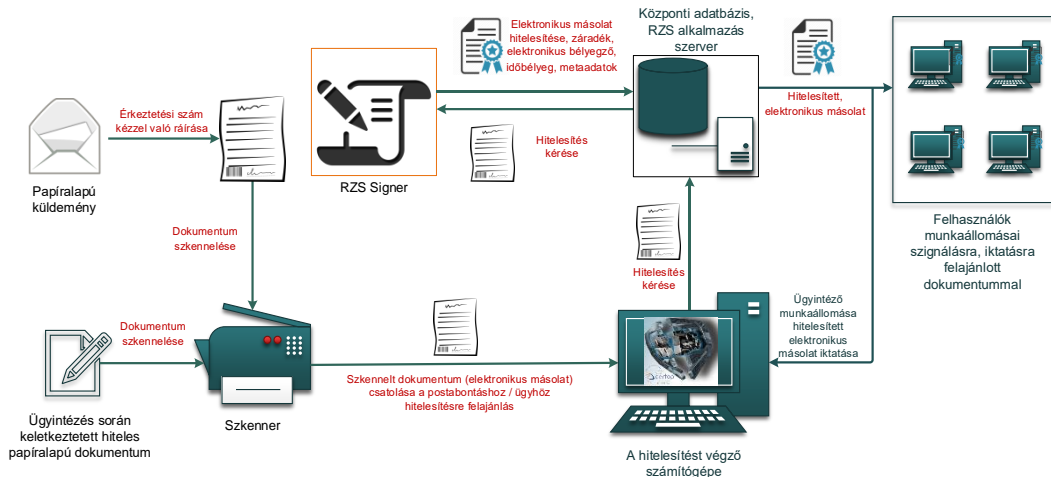 Elektronikus másolat
hitelesítése, záradék,
elektronikus bélyegző,
időbélyeg, metaadatok
Központi adatbázis,
RZS alkalmazás
szerver
Érkeztetési szám
kézzel való ráírása
Hitelesített,
elektronikus másolat
Hitelesítés
kérése
Papíralapú
küldemény
RZS Signer
Dokumentum
szkennelése
Felhasználók
munkaállomásai
szignálásra, iktatásra
felajánlott
dokumentummal
Hitelesítés
kérése
Ügyintéző
munkaállomása
hitelesített
elektronikus
másolat iktatása
Dokumentum
szkennelése
Szkennelt dokumentum (elektronikus másolat)
csatolása a postabontáshoz / ügyhöz
hitelesítésre felajánlás
Ügyintézés során
keletkeztetett hiteles
papíralapú dokumentum
Szkenner
A hitelesítést végző
számítógépe